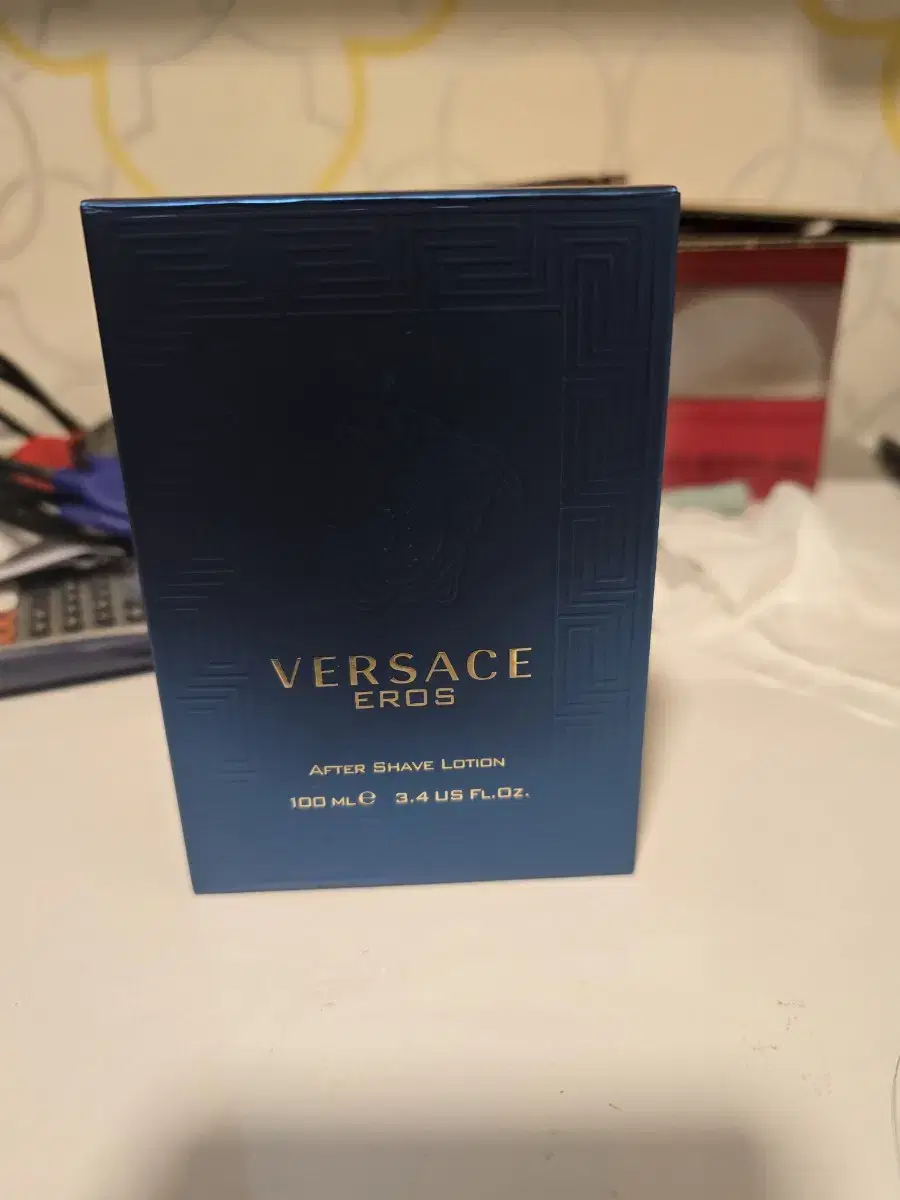 VERSACE
EROS
AFTER SHAVE LOTION
100 ML ℮ 3.4 US FL.OZ.